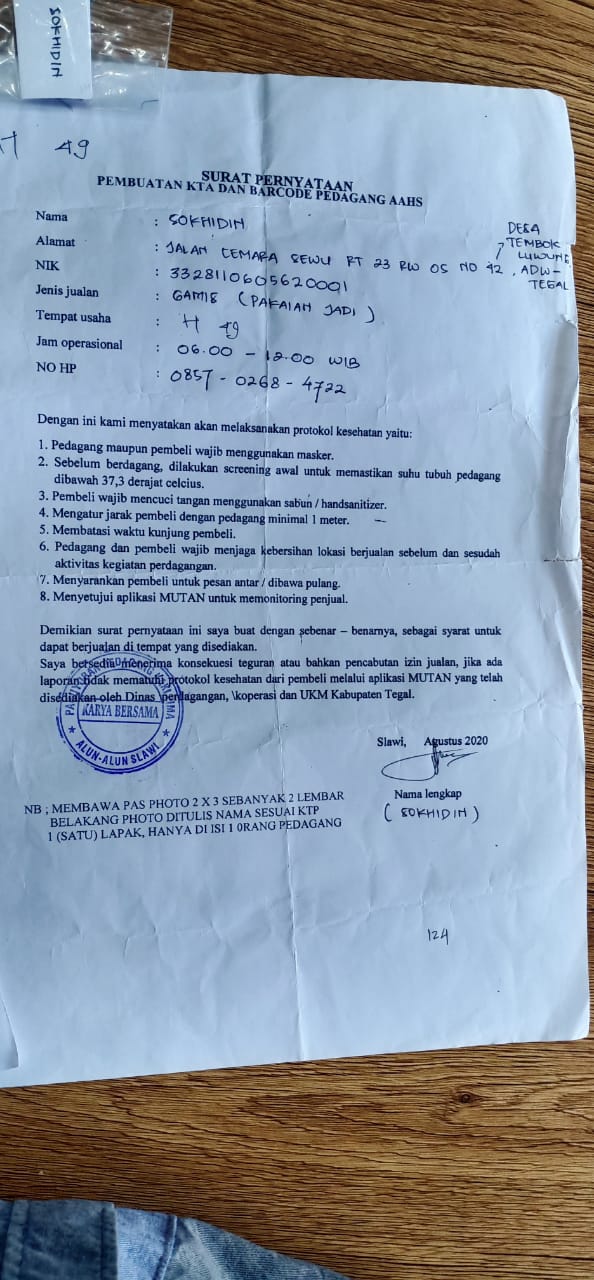 SOKHIDIN
H 49
SURAT PERNYATAAN
PEMBUATAN KTA DAN BARCODE PEDAGANG AAHS
Nama : SOKHIDIN
Alamat : JALAN CEMARA SEWU RT 23 RW 05 NO 42, DESA
TEMBOK
LUWUNG
ADW-
TEGAL
NIK : 3328110605620091
Jenis jualan : GAMIS (PAKAIAN JADI)
Tempat usaha : H 49
Jam operasional : 06.00 - 12.00 WIB
NO HP : 0857 - 0268 - 4722
Dengan ini kami menyatakan akan melaksanakan protokol kesehatan yaitu:
1. Pedagang maupun pembeli wajib menggunakan masker.
2. Sebelum berdagang, dilakukan screening awal untuk memastikan suhu tubuh pedagang
dibawah 37,3 derajat celcius.
3. Pembeli wajib mencuci tangan menggunakan sabun / handsanitizer.
4. Mengatur jarak pembeli dengan pedagang minimal 1 meter.
5. Membatasi waktu kunjung pembeli.
6. Pedagang dan pembeli wajib menjaga kebersihan lokasi berjualan sebelum dan sesudah
aktivitas kegiatan perdagangan.
7. Menyarankan pembeli untuk pesan antar / dibawa pulang.
8. Menyetujui aplikasi MUTAN untuk memonitoring penjual.
Demikian surat pernyataan ini saya buat dengan sebenar – benarnya, sebagai syarat untuk
dapat berjualan di tempat yang disediakan.
Saya bersedia menerima konsekuesi teguran atau bahkan pencabutan izin jualan, jika ada
laporan tidak mematuhi protokol kesehatan dari pembeli melalui aplikasi MUTAN yang telah
disediakan oleh Dinas perdagangan, \koperasi dan UKM Kabupaten Tegal.
KARYA BERSAMA
ALUN-ALUN SLAWI
Slawi, Agustus 2020
Nama lengkap
(SOKHIDIN)
NB ; MEMBAWA PAS PHOTO 2 X 3 SEBANYAK 2 LEMBAR
BELAKANG PHOTO DITULIS NAMA SESUAI KTP
1 (SATU) LAPAK, HANYA DI ISI 1 0RANG PEDAGANG
124